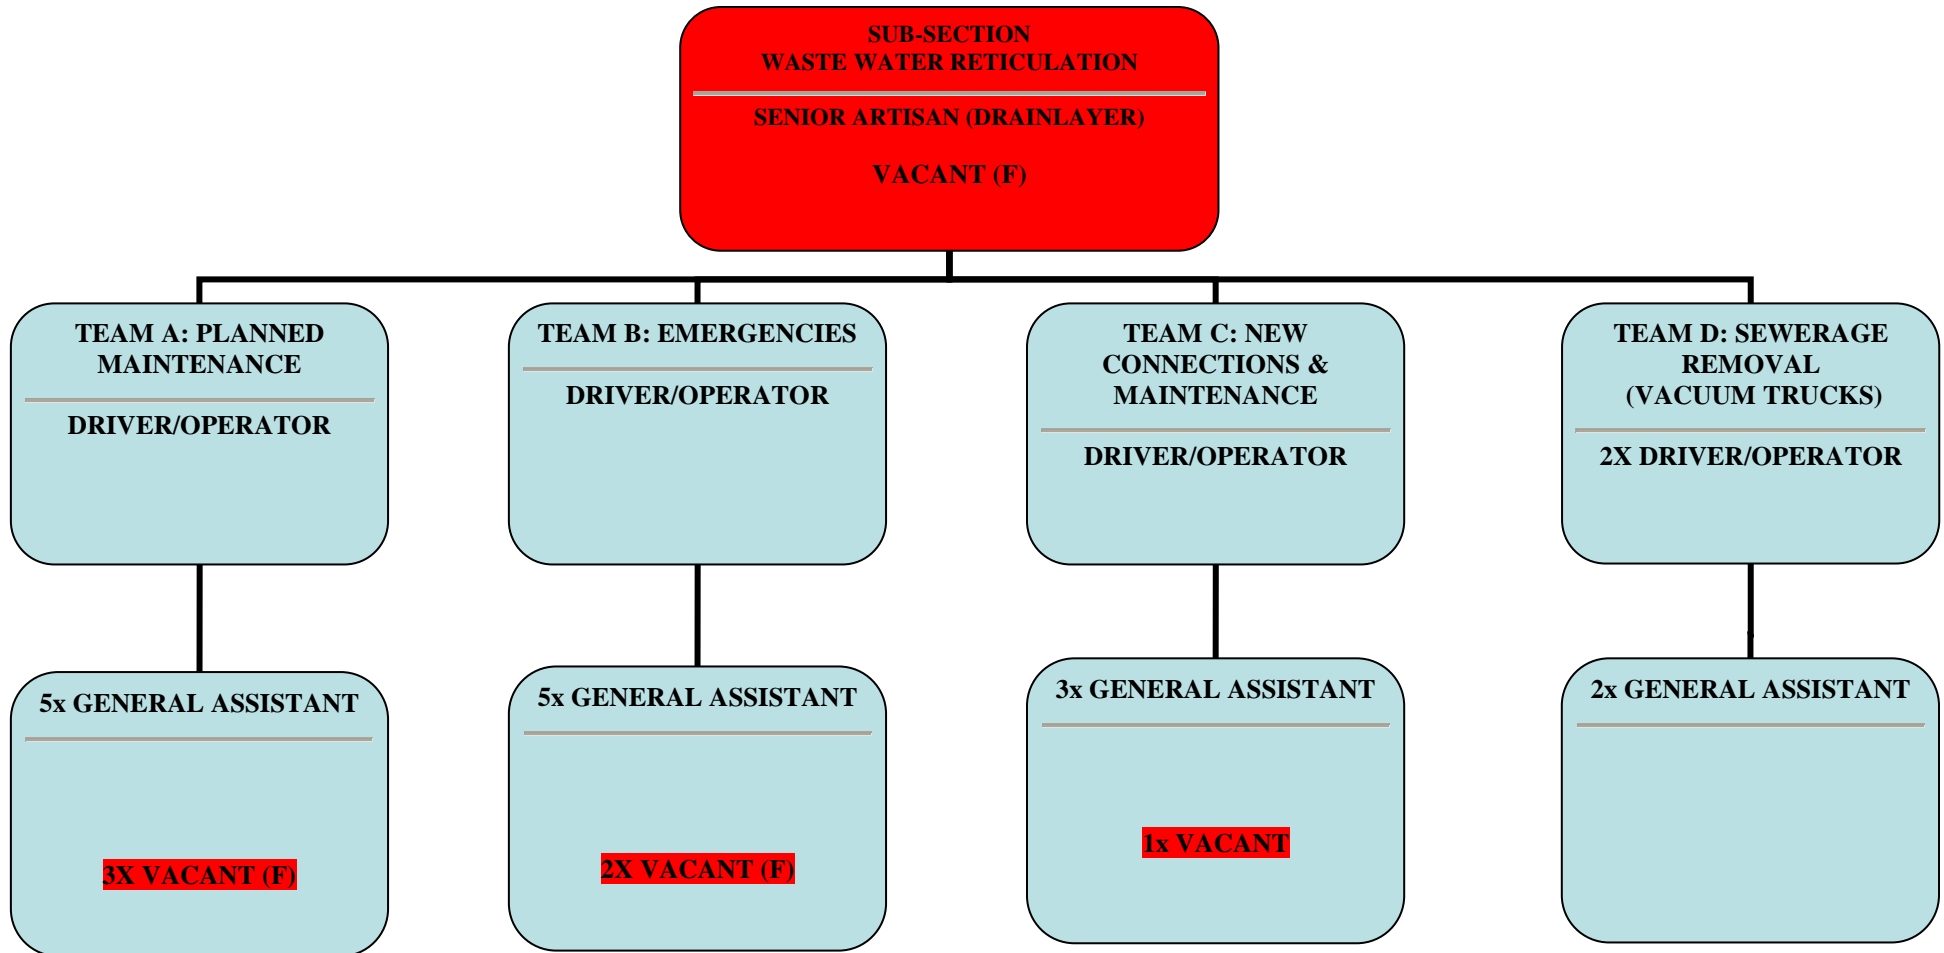 SUB-SECTION
WASTE WATER RETICULATION
SENIOR ARTISAN (DRAINLAYER)
VACANT (F)
TEAM A: PLANNED
MAINTENANCE
DRIVER/OPERATOR
TEAM B: EMERGENCIES
DRIVER/OPERATOR
TEAM C: NEW
CONNECTIONS &
MAINTENANCE
DRIVER/OPERATOR
TEAM D: SEWERAGE
REMOVAL
(VACUUM TRUCKS)
2X DRIVER/OPERATOR
5x GENERAL ASSISTANT
3X VACANT (F)
5x GENERAL ASSISTANT
2X VACANT (F)
3x GENERAL ASSISTANT
1x VACANT
2x GENERAL ASSISTANT